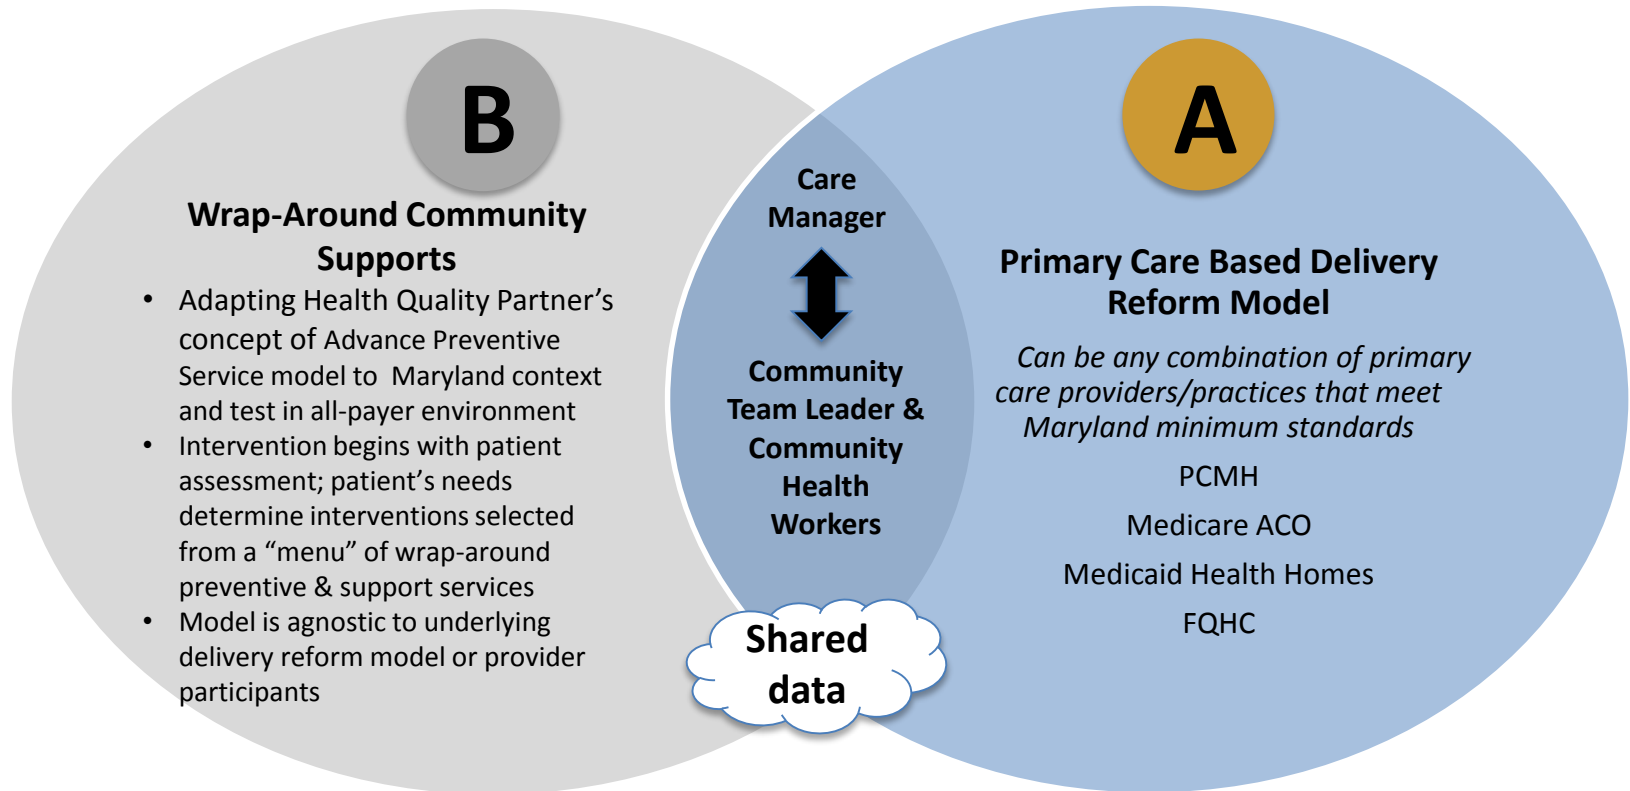 B
Wrap-Around Community
Supports
• Adapting Health Quality Partner’s
concept of Advance Preventive
Service model to Maryland context
and test in all-payer environment
• Intervention begins with patient
assessment; patient’s needs
determine interventions selected
from a “menu” of wrap-around
preventive & support services
• Model is agnostic to underlying
delivery reform model or provider
participants
Care
Manager
Community
Team Leader &
Community
Health
Workers
Shared
data
A
Primary Care Based Delivery
Reform Model
Can be any combination of primary
care providers/practices that meet
Maryland minimum standards
PCMH
Medicare ACO
Medicaid Health Homes
FQHC